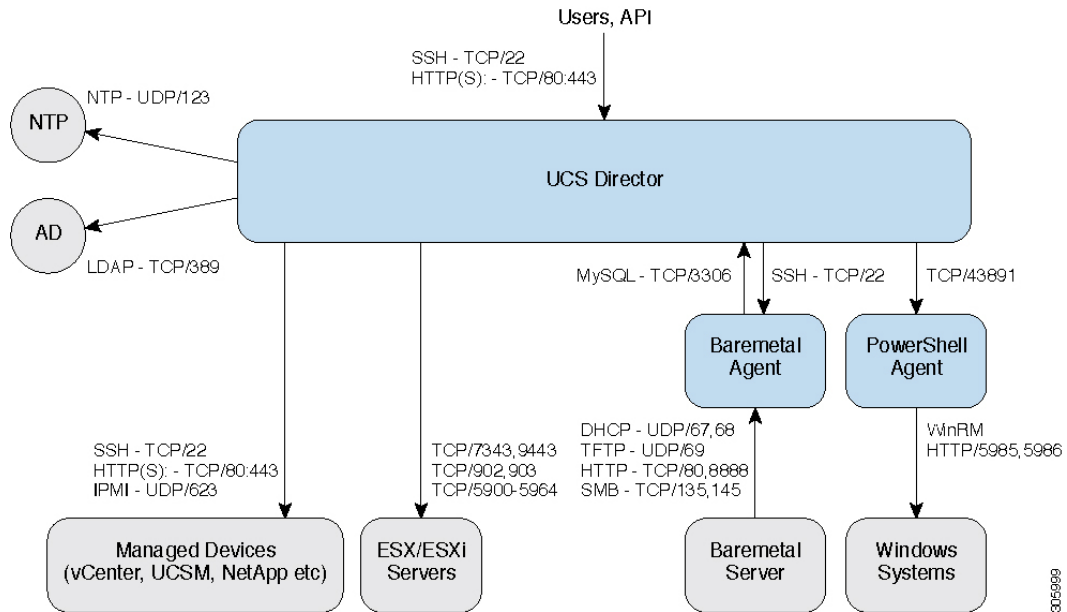 Users, API
SSH - TCP/22
HTTP(S): - TCP/80:443
NTP - UDP/123
NTP
UCS Director
AD
LDAP - TCP/389
MySQL - TCP/3306
SSH - TCP/22
TCP/43891
Baremetal
Agent
PowerShell
Agent
SSH - TCP/22
HTTP(S): - TCP/80:443
IPMI - UDP/623
TCP/7343,9443
TCP/902,903
TCP/5900-5964
DHCP - UDP/67,68
TFTP - UDP/69
HTTP - TCP/80,8888
SMB - TCP/135,145
WinRM
HTTP/5985,5986
Managed Devices
(vCenter, UCSM, NetApp etc)
ESX/ESXi
Servers
Baremetal
Server
Windows
Systems
305999